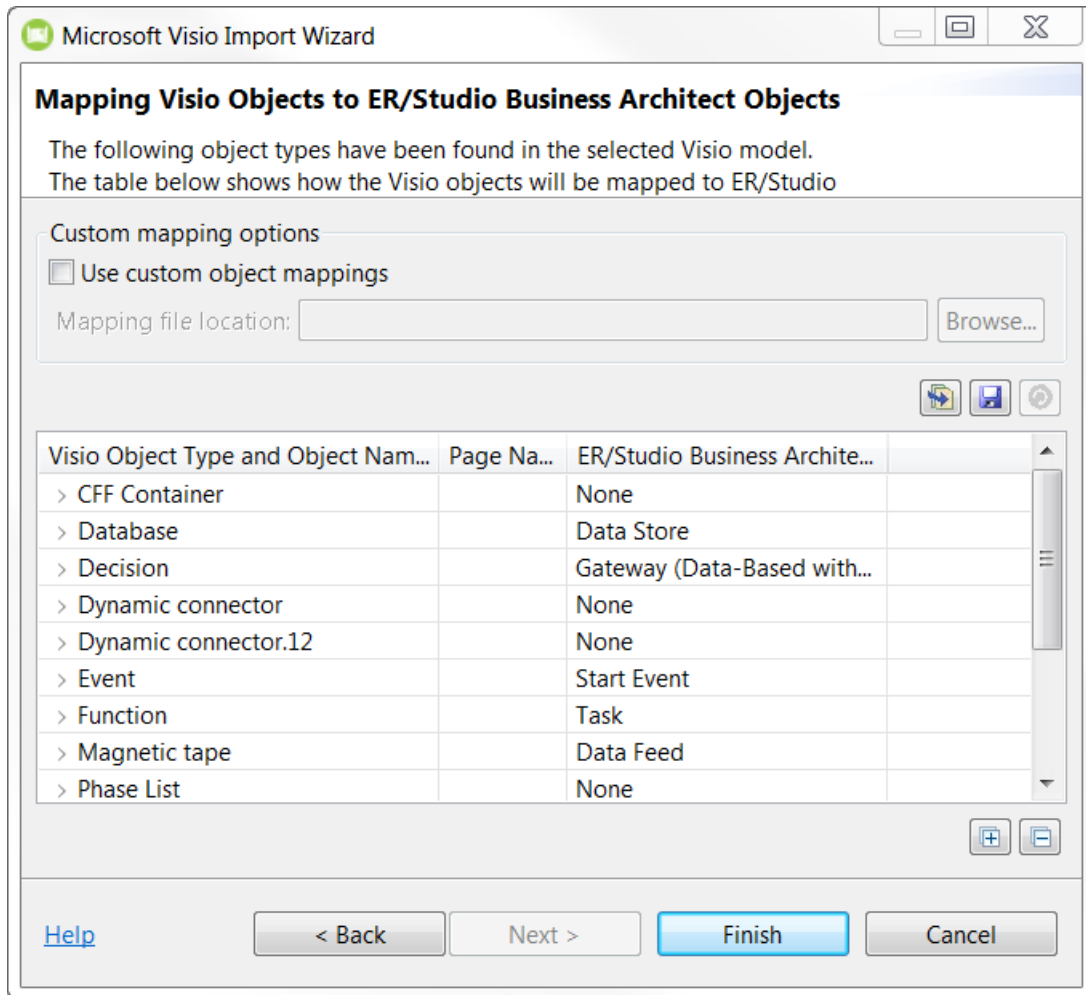 Microsoft Visio Import Wizard
Mapping Visio Objects to ER/Studio Business Architect Objects
The following object types have been found in the selected Visio model.
The table below shows how the Visio objects will be mapped to ER/Studio
Custom mapping options
Use custom object mappings
Mapping file location: Browse...
Visio Object Type and Object Nam... Page Na... ER/Studio Business Archite...
CFF Container None
Database Data Store
Decision Gateway (Data-Based with...
Dynamic connector None
Dynamic connector.12 None
Event Start Event
Function Task
Magnetic tape Data Feed
Phase List None
Help < Back Next > Finish Cancel